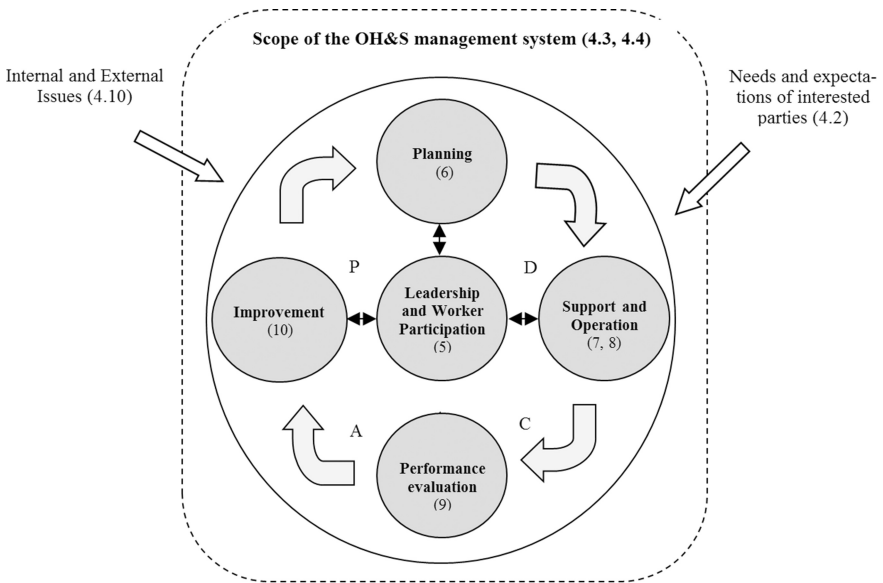 Scope of the OH&S management system (4.3, 4.4)
Internal and External
Issues (4.10)
Needs and expecta-
tions of interested
parties (4.2)
Planning
(6)
P
D
Improvement
(10)
Leadership
and Worker
Participation
(5)
Support and
Operation
(7, 8)
A
C
Performance
evaluation
(9)